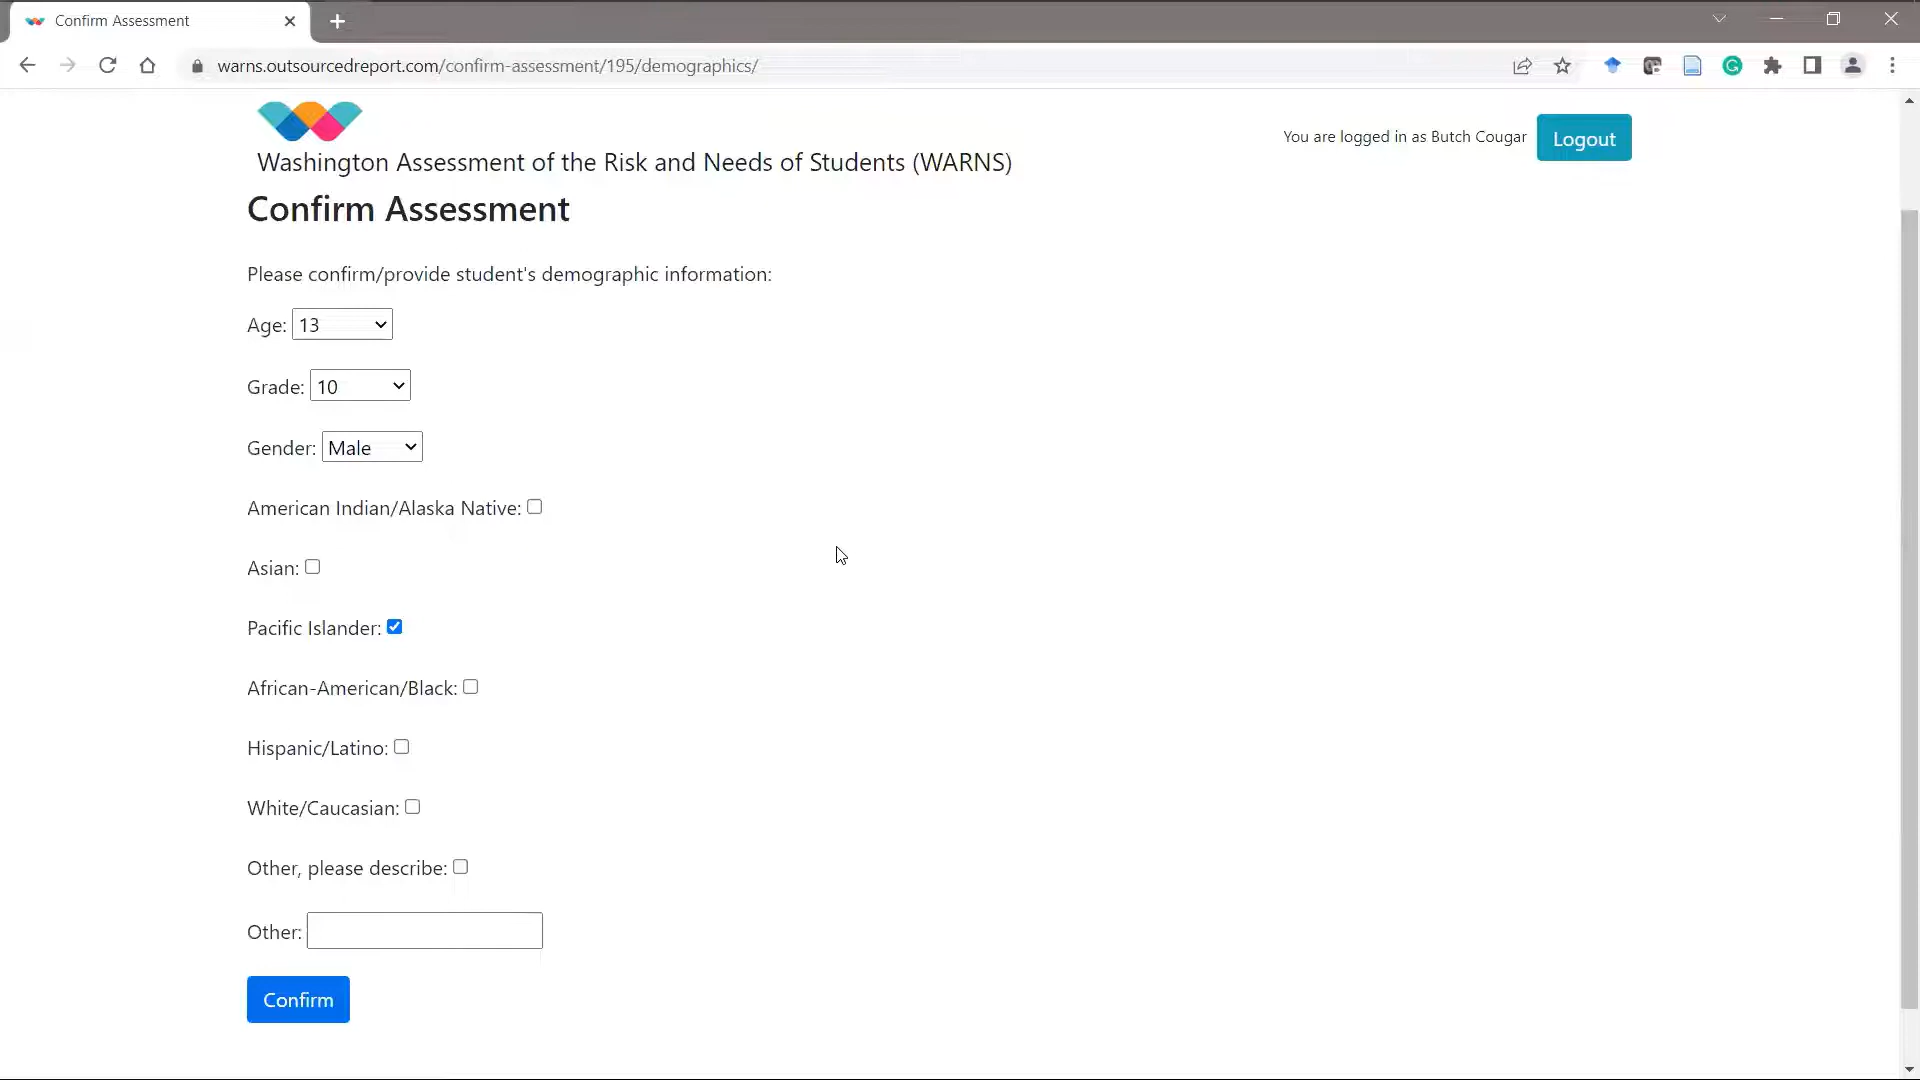 Confirm Assessment
warns.outsourcedreport.com/confirm-assessment/195/demographics/
You are logged in as Butch Cougar
Logout
Washington Assessment of the Risk and Needs of Students (WARNS)
Confirm Assessment
Please confirm/provide student's demographic information:
Age: 13
Grade: 10
Gender: Male
American Indian/Alaska Native:
Asian:
Pacific Islander:
African-American/Black:
Hispanic/Latino:
White/Caucasian:
Other, please describe:
Other:
Confirm